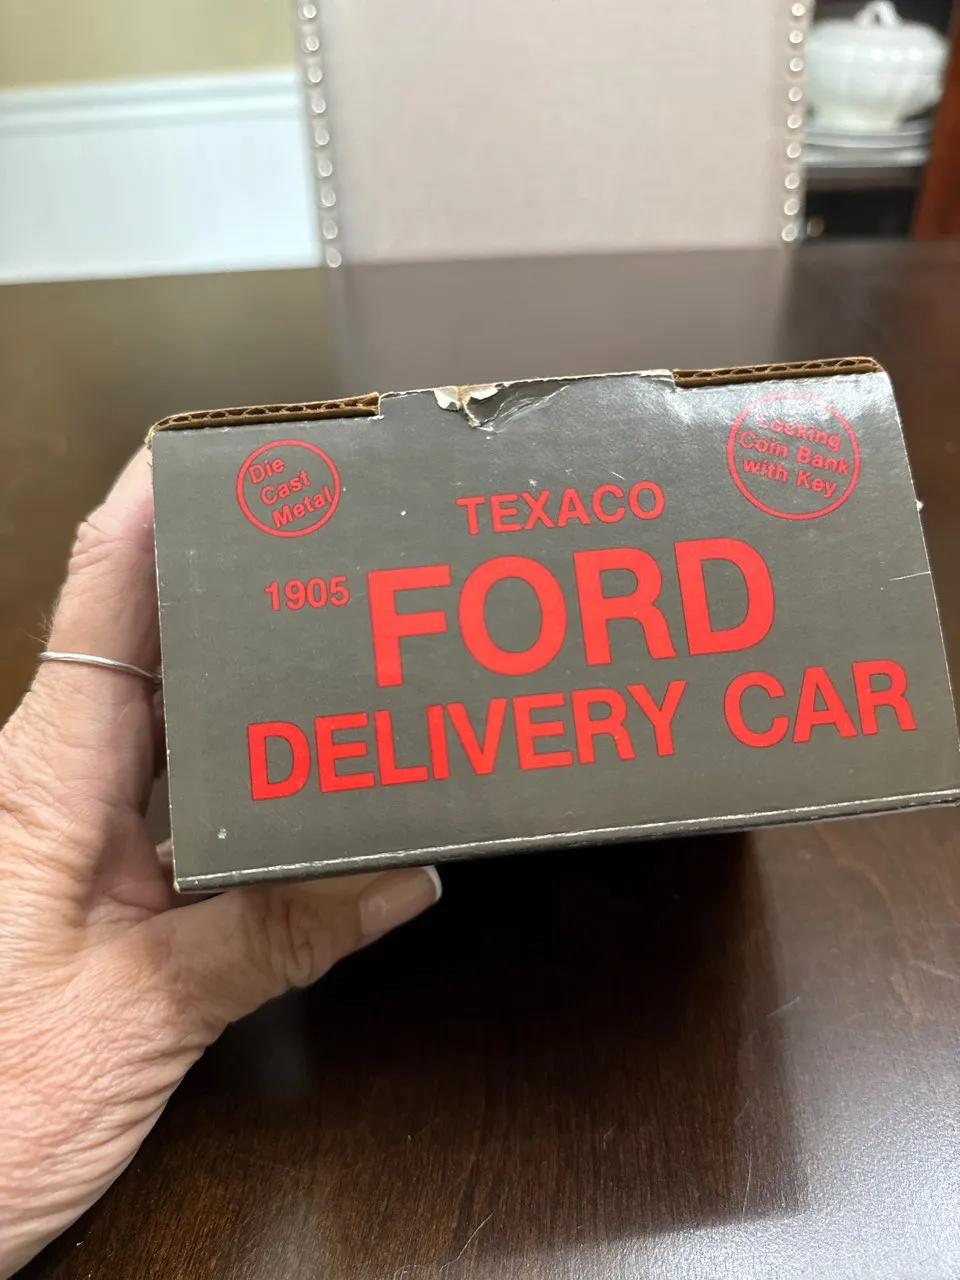 Die
Cast
Metal
Locking
Coin Bank
with Key
TEXACO
1905 FORD
DELIVERY CAR